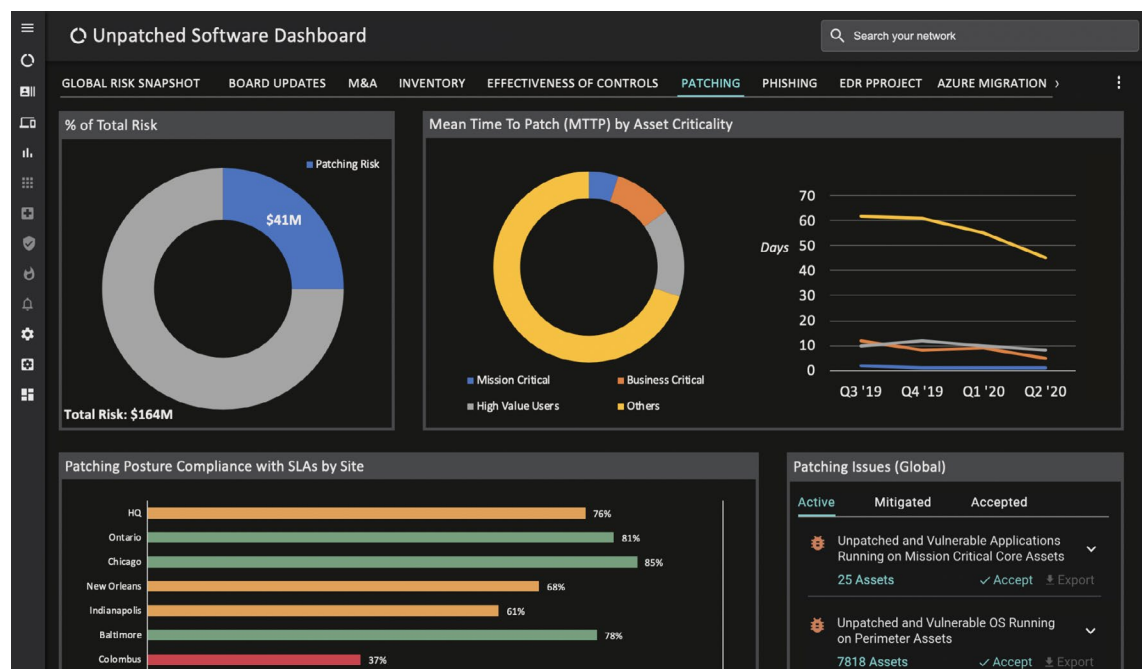 Unpatched Software Dashboard
Search your network
GLOBAL RISK SNAPSHOT BOARD UPDATES M&A INVENTORY EFFECTIVENESS OF CONTROLS PATCHING PHISHING EDR PPROJECT AZURE MIGRATION
% of Total Risk
Patching Risk
$41M
Total Risk: $164M
Mean Time To Patch (MTTP) by Asset Criticality
Mission Critical Business Critical
High Value Users Others
70
60
Days 50
40
30
20
10
0
Q3 '19 Q4 '19 Q1 '20 Q2 '20
Patching Posture Compliance with SLAs by Site
HQ 76%
Ontario 81%
Chicago 85%
New Orleans 68%
Indianapolis 61%
Baltimore 78%
Colombus 37%
Patching Issues (Global)
Active Mitigated Accepted
Unpatched and Vulnerable Applications
Running on Mission Critical Core Assets
25 Assets Accept Export
Unpatched and Vulnerable OS Running
on Perimeter Assets
7818 Assets Accept Export